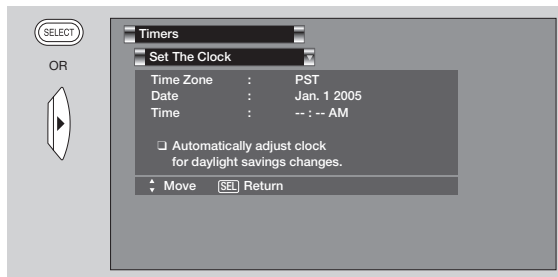 SELECT
OR
Timers
Set The Clock
Time Zone : PST
Date : Jan. 1 2005
Time : -- : -- AM
❑ Automatically adjust clock
for daylight savings changes.
Move SEL Return